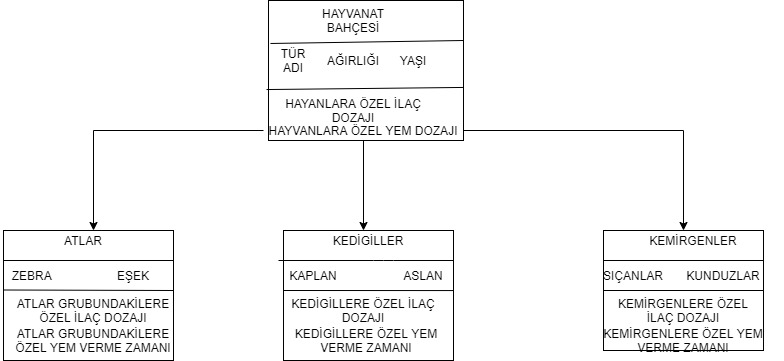 HAYVANAT
BAHÇESİ
TÜR
ADI
AĞIRLIĞI
YAŞI
HAYANLARA ÖZEL İLAÇ
DOZAJI
HAYVANLARA ÖZEL YEM DOZAJI
ATLAR
ZEBRA
EŞEK
ATLAR GRUBUNDAKİLERE
ÖZEL İLAÇ DOZAJI
ATLAR GRUBUNDAKİLERE
ÖZEL YEM VERME ZAMANI
KEDİGİLLER
KAPLAN
ASLAN
KEDİGİLLERE ÖZEL İLAÇ
DOZAJI
KEDİGİLLERE ÖZEL YEM
VERME ZAMANI
KEMİRGENLER
SIÇANLAR
KUNDUZLAR
KEMİRGENLERE ÖZEL
İLAÇ DOZAJI
KEMİRGENLERE ÖZEL YEM
VERME ZAMANI